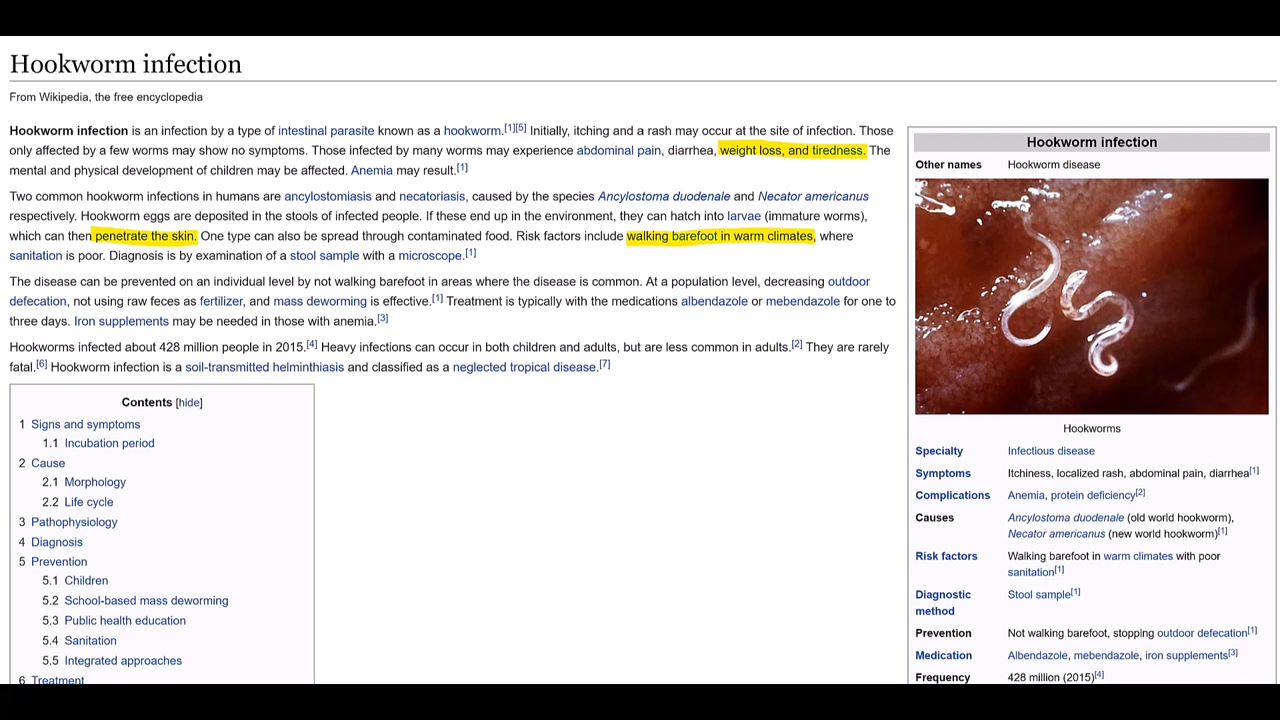 Hookworm infection
From Wikipedia, the free encyclopedia
Hookworm infection is an infection by a type of intestinal parasite known as a hookworm.[1][5] Initially, itching and a rash may occur at the site of infection. Those
only affected by a few worms may show no symptoms. Those infected by many worms may experience abdominal pain, diarrhea, weight loss, and tiredness. The
mental and physical development of children may be affected. Anemia may result.[1]
Two common hookworm infections in humans are ancylostomiasis and necatoriasis, caused by the species Ancylostoma duodenale and Necator americanus
respectively. Hookworm eggs are deposited in the stools of infected people. If these end up in the environment, they can hatch into larvae (immature worms),
which can then penetrate the skin. One type can also be spread through contaminated food. Risk factors include walking barefoot in warm climates, where
sanitation is poor. Diagnosis is by examination of a stool sample with a microscope.[1]
The disease can be prevented on an individual level by not walking barefoot in areas where the disease is common. At a population level, decreasing outdoor
defecation, not using raw feces as fertilizer, and mass deworming is effective.[1] Treatment is typically with the medications albendazole or mebendazole for one to
three days. Iron supplements may be needed in those with anemia.[3]
Hookworms infected about 428 million people in 2015.[4] Heavy infections can occur in both children and adults, but are less common in adults.[2] They are rarely
fatal.[6] Hookworm infection is a soil-transmitted helminthiasis and classified as a neglected tropical disease.[7]
Contents [hide]
1 Signs and symptoms
1.1 Incubation period
2 Cause
2.1 Morphology
2.2 Life cycle
3 Pathophysiology
4 Diagnosis
5 Prevention
5.1 Children
5.2 School-based mass deworming
5.3 Public health education
5.4 Sanitation
5.5 Integrated approaches
6 Treatment
Hookworm infection
Other names Hookworm disease
Hookworms
Specialty Infectious disease
Symptoms Itchiness, localized rash, abdominal pain, diarrhea[1]
Complications Anemia, protein deficiency[2]
Causes Ancylostoma duodenale (old world hookworm),
Necator americanus (new world hookworm)[1]
Risk factors Walking barefoot in warm climates with poor
sanitation[1]
Diagnostic Stool sample[1]
method
Prevention Not walking barefoot, stopping outdoor defecation[1]
Medication Albendazole, mebendazole, iron supplements[3]
Frequency 428 million (2015)[4]